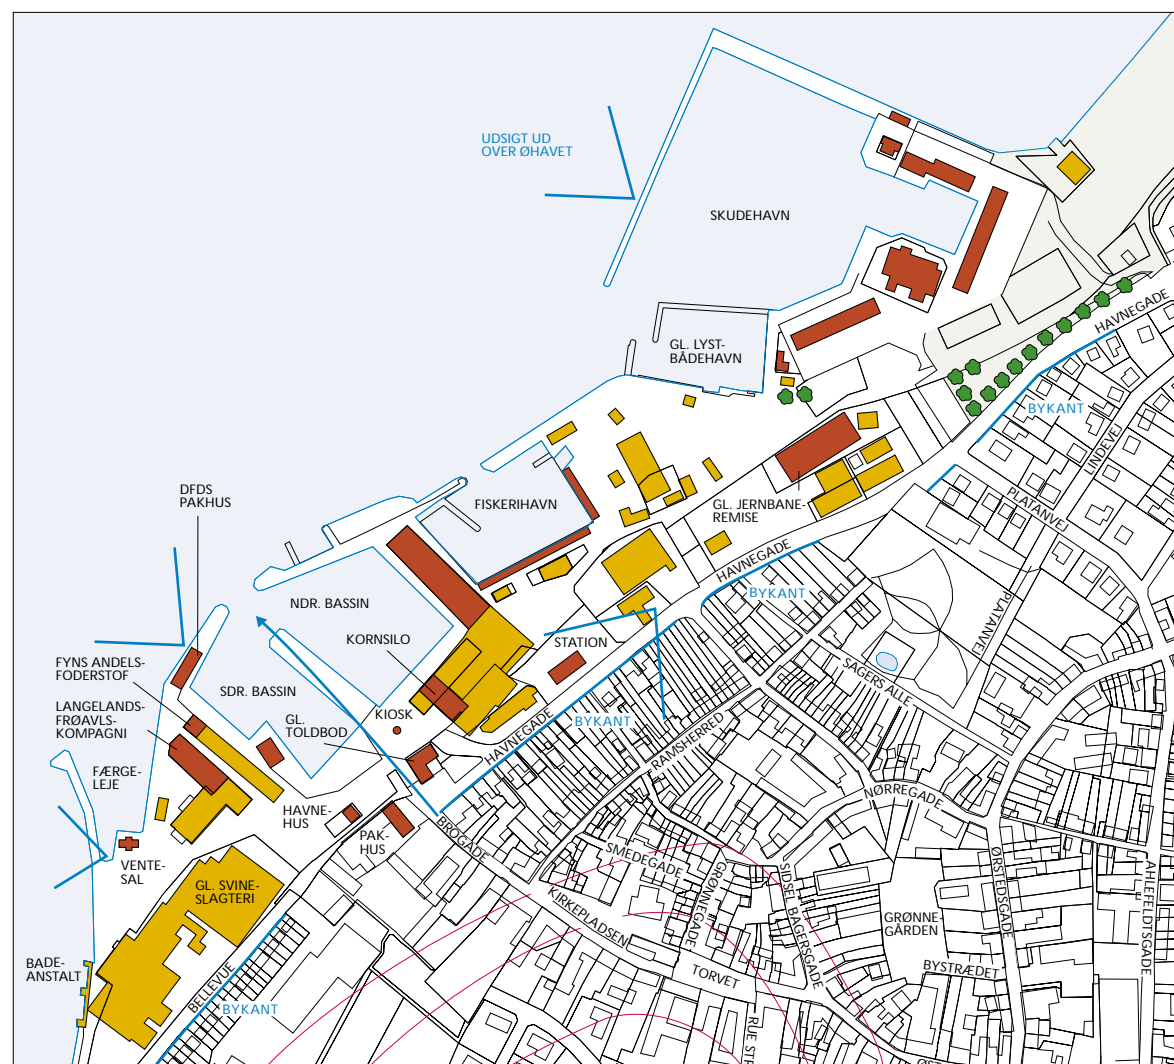 UDSIGT UD
OVER ØHAVET
SKUDEHAVN
HAVNEGADE
GL. LYST-
BÅDEHAVN
BYKANT
LINDEVEJ
DFDS
PAKHUS
FISKERIHAVN
GL. JERNBANE-
REMISE
PLATANVEJ
HAVNEGADE
BYKANT
NDR. BASSIN
PLATANVEJ
KORNSILO
STATION
FYNS ANDELS-
FODERSTOF
SAGERS ALLE
SDR. BASSIN
LANGELANDS-
FRØAVLS-
KOMPAGNI
KIOSK
GL.
TOLDBOD
HAVNEGADE
BYKANT
RAMSHERRED
FÆRGE-
LEJE
NØRREGADE
HAVNE-
HUS
PAK-
HUS
BROGADE
VENTE-
SAL
SMEDEGADE
GRØNNEGADE
SIDSEL BAGERSGADE
ØRSTEDSGADE
AHLEFELDTSGADE
GL. SVINE-
SLAGTERI
KIRKEPLADSEN
GRØNNE-
GÅRDEN
BADE-
ANSTALT
BELLEVUE
TORVET
BYSTRÆDET
BYKANT
RUE STE
ØST